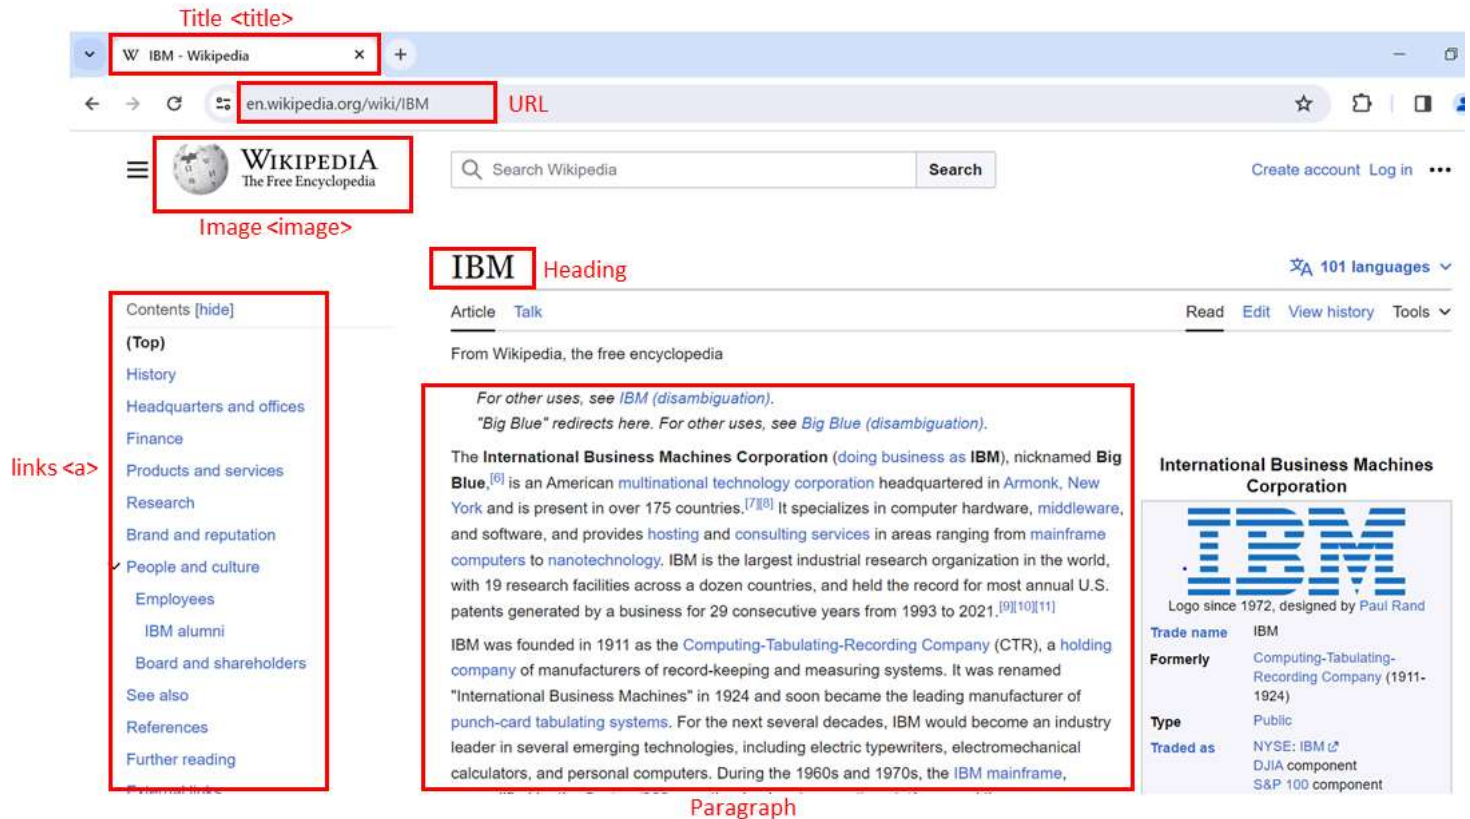 Title <title>
IBM - Wikipedia
en.wikipedia.org/wiki/IBM
URL
WIKIPEDIA
The Free Encyclopedia
Search Wikipedia
Search
Create account Log in
Image <image>
IBM
Heading
101 languages
Contents [hide]
(Top)
History
Headquarters and offices
Finance
Products and services
Research
Brand and reputation
People and culture
Employees
IBM alumni
Board and shareholders
See also
References
Further reading
External links
links <a>
Article Talk
Read Edit View history Tools
From Wikipedia, the free encyclopedia
For other uses, see IBM (disambiguation).
"Big Blue" redirects here. For other uses, see Big Blue (disambiguation).
The International Business Machines Corporation (doing business as IBM), nicknamed Big
Blue,[6] is an American multinational technology corporation headquartered in Armonk, New
York and is present in over 175 countries.[7][8] It specializes in computer hardware, middleware,
and software, and provides hosting and consulting services in areas ranging from mainframe
computers to nanotechnology. IBM is the largest industrial research organization in the world,
with 19 research facilities across a dozen countries, and held the record for most annual U.S.
patents generated by a business for 29 consecutive years from 1993 to 2021.[9][10][11]
IBM was founded in 1911 as the Computing-Tabulating-Recording Company (CTR), a holding
company of manufacturers of record-keeping and measuring systems. It was renamed
"International Business Machines" in 1924 and soon became the leading manufacturer of
punch-card tabulating systems. For the next several decades, IBM would become an industry
leader in several emerging technologies, including electric typewriters, electromechanical
calculators, and personal computers. During the 1960s and 1970s, the IBM mainframe,
Paragraph
International Business Machines
Corporation
IBM
Logo since 1972, designed by Paul Rand
Trade name IBM
Formerly Computing-Tabulating-
Recording Company (1911-
1924)
Type Public
Traded as NYSE: IBM
DJIA component
S&P 100 component